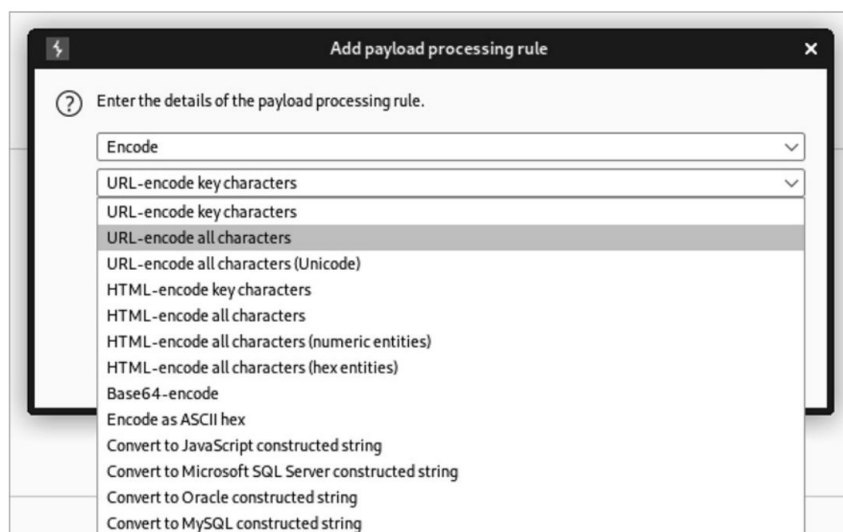 Add payload processing rule
Enter the details of the payload processing rule.
Encode
URL-encode key characters
URL-encode key characters
URL-encode all characters
URL-encode all characters (Unicode)
HTML-encode key characters
HTML-encode all characters
HTML-encode all characters (numeric entities)
HTML-encode all characters (hex entities)
Base64-encode
Encode as ASCII hex
Convert to JavaScript constructed string
Convert to Microsoft SQL Server constructed string
Convert to Oracle constructed string
Convert to MySQL constructed string